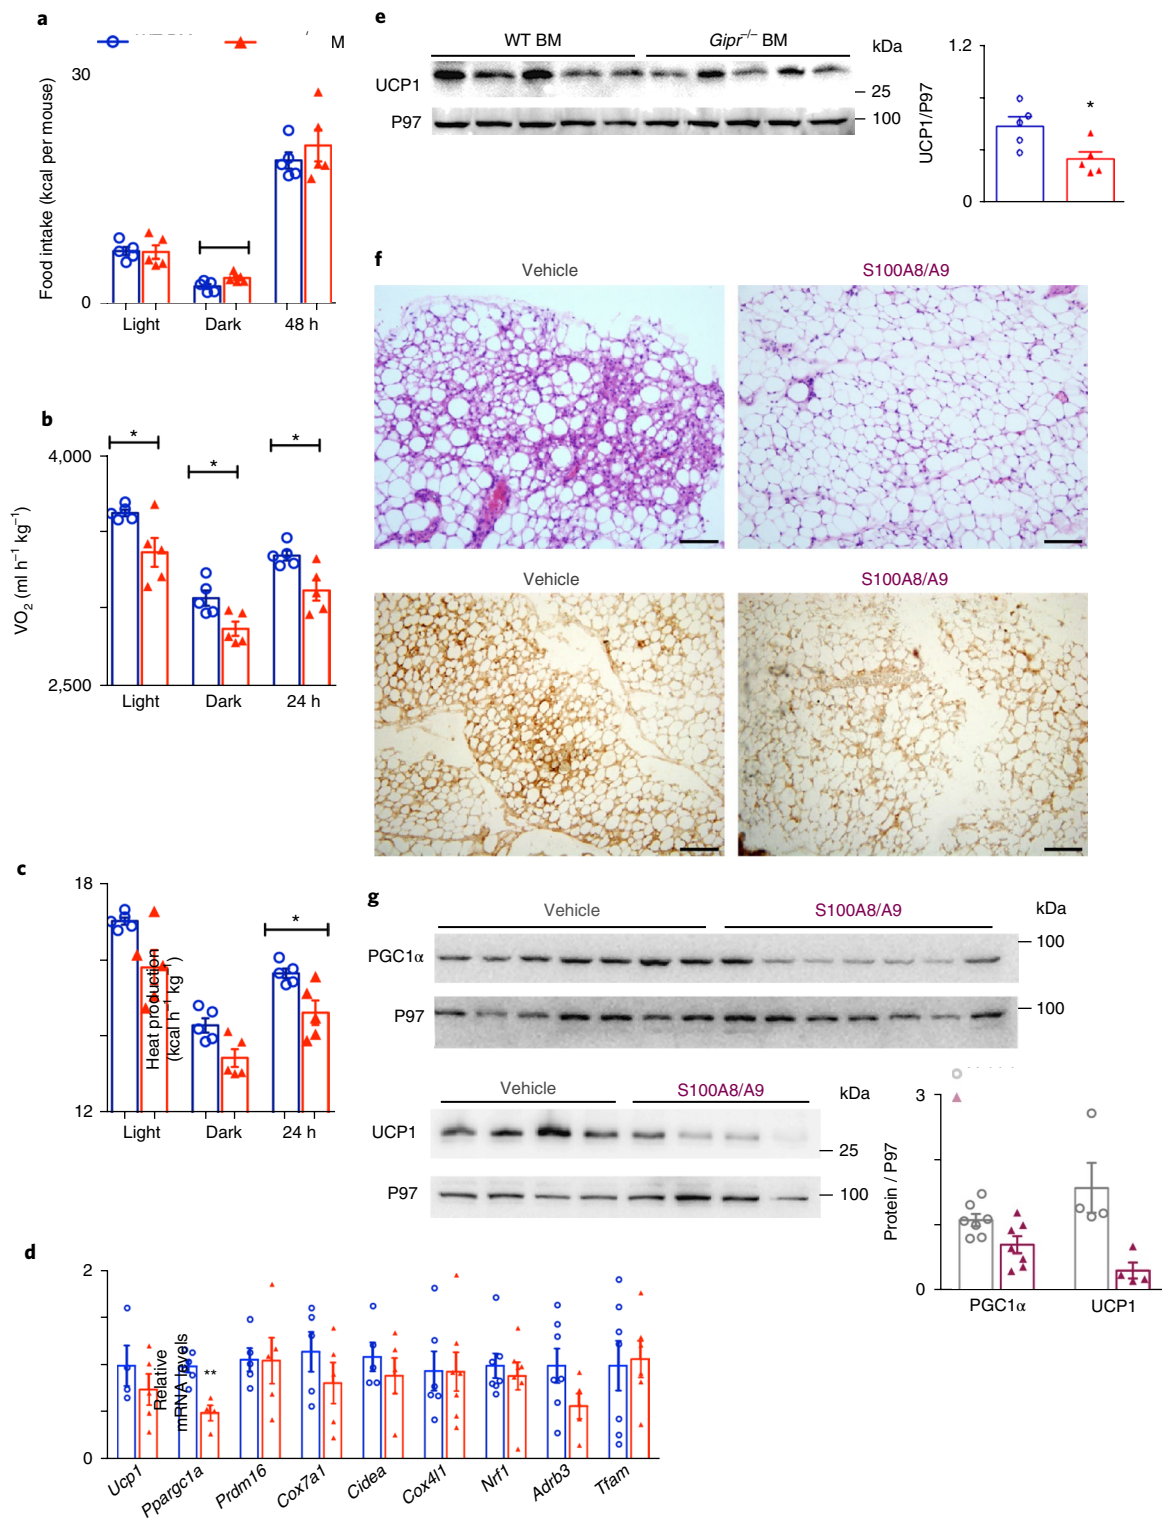 a
M
30
Food intake (kcal per mouse)
0
Light Dark 48 h
b
4,000
VO₂ (ml h⁻¹ kg⁻¹)
2,500
* * *
Light Dark 24 h
c
18
Heat production
(kcal h⁻¹ kg⁻¹)
12
*
Light Dark 24 h
d
2
Relative
mRNA levels
0
**
Ucp1 Ppargc1a Prdm16 Cox7a1 Cidea Cox4l1 Nrf1 Adrb3 Tfam
e
WT BM Gipr⁻/⁻ BM kDa
UCP1
25
P97
100
1.2
UCP1/P97
0
*
f
Vehicle S100A8/A9
Vehicle S100A8/A9
g
Vehicle S100A8/A9 kDa
PGC1α
100
P97
100
Vehicle S100A8/A9 kDa
UCP1
25
P97
100
3
Protein / P97
0
PGC1α UCP1